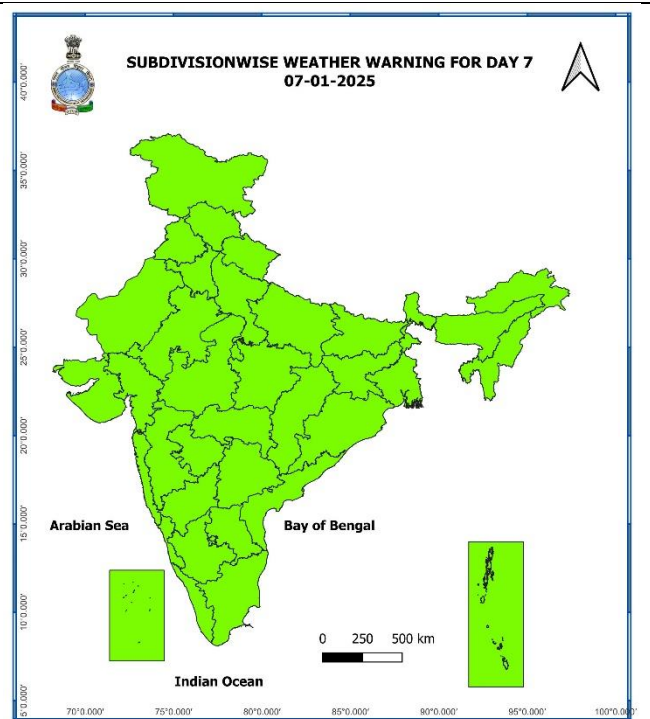 SUBDIVISIONWISE WEATHER WARNING FOR DAY 7
07-01-2025
40°0.000'
35°0.000'
30°0.000'
25°0.000'
20°0.000'
15°0.000'
10°0.000'
5°0.000'
Arabian Sea
Bay of Bengal
0 250 500 km
Indian Ocean
70°0.000' 75°0.000' 80°0.000' 85°0.000' 90°0.000' 95°0.000' 100°0.000'